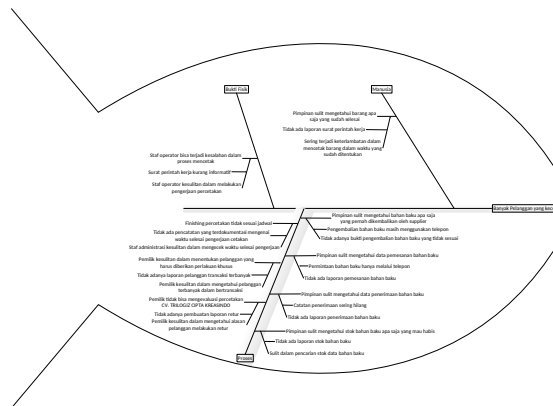 Bukti Fisik
Manusia
Pimpinan sulit mengetahui barang apa
saja yang sudah selesai
Tidak ada laporan surat perintah kerja
Sering terjadi keterlambatan dalam
mencetak barang dalam waktu yang
sudah ditentukan
Staf operator bisa terjadi kesalahan dalam
proses mencetak
Surat perintah kerja kurang informatif
Staf operator kesulitan dalam melakukan
pengerjaan percetakan
Banyak Pelanggan yang kec
Finishing percetakan tidak sesuai jadwal
Tidak ada pencatatan yang terdokumentasi mengenai
waktu selesai pengerjaan cetakan
Staf administrasi kesulitan dalam mengecek waktu selesai pengerjaan
Pemilik kesulitan dalam menentukan pelanggan yang
harus diberikan perlakuan khusus
Tidak adanya laporan pelanggan transaksi terbanyak
Pemilik kesulitan dalam mengetahui pelanggan
terbanyak dalam bertransaksi
Pemilik tidak bisa mengevaluasi percetakan
CV. TRILOGIZ CIPTA KREASINDO
Tidak adanya pembuatan laporan retur
Pemilik kesulitan dalam mengetahui alasan
pelanggan melakukan retur
Pimpinan sulit mengetahui bahan baku apa saja
yang pernah dikembalikan oleh supplier
Pengembalian bahan baku masih menggunakan telepon
Tidak adanya bukti pengembalian bahan baku yang tidak sesuai
Pimpinan sulit mengetahui data pemesanan bahan baku
Permintaan bahan baku hanya melalui telepon
Tidak ada laporan pemesanan bahan baku
Pimpinan sulit mengetahui data penerimaan bahan baku
Catatan penerimaan sering hilang
Tidak ada laporan penerimaan bahan baku
Pimpinan sulit mengetahui stok bahan baku apa saja yang mau habis
Tidak ada laporan stok bahan baku
Sulit dalam pencarian stok data bahan baku
Proses